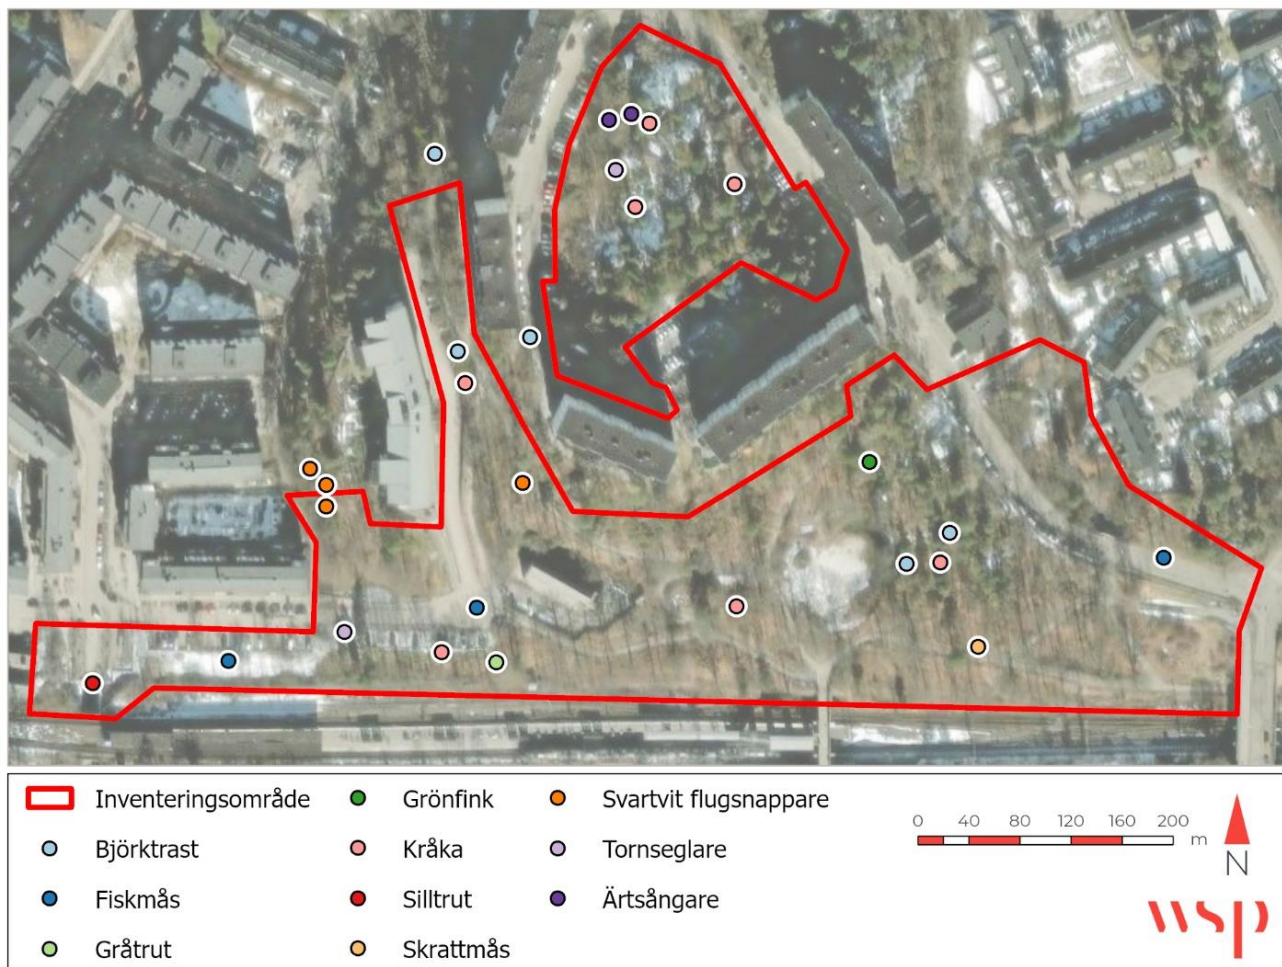 Inventeringsområde
Grönfink
Svartvit flugsnappare
Björktrast
Kråka
Tornseglare
Fiskmås
Silltrut
Ärtsångare
Gråtrut
Skrattmås
0 40 80 120 160 200
m
N
wsp